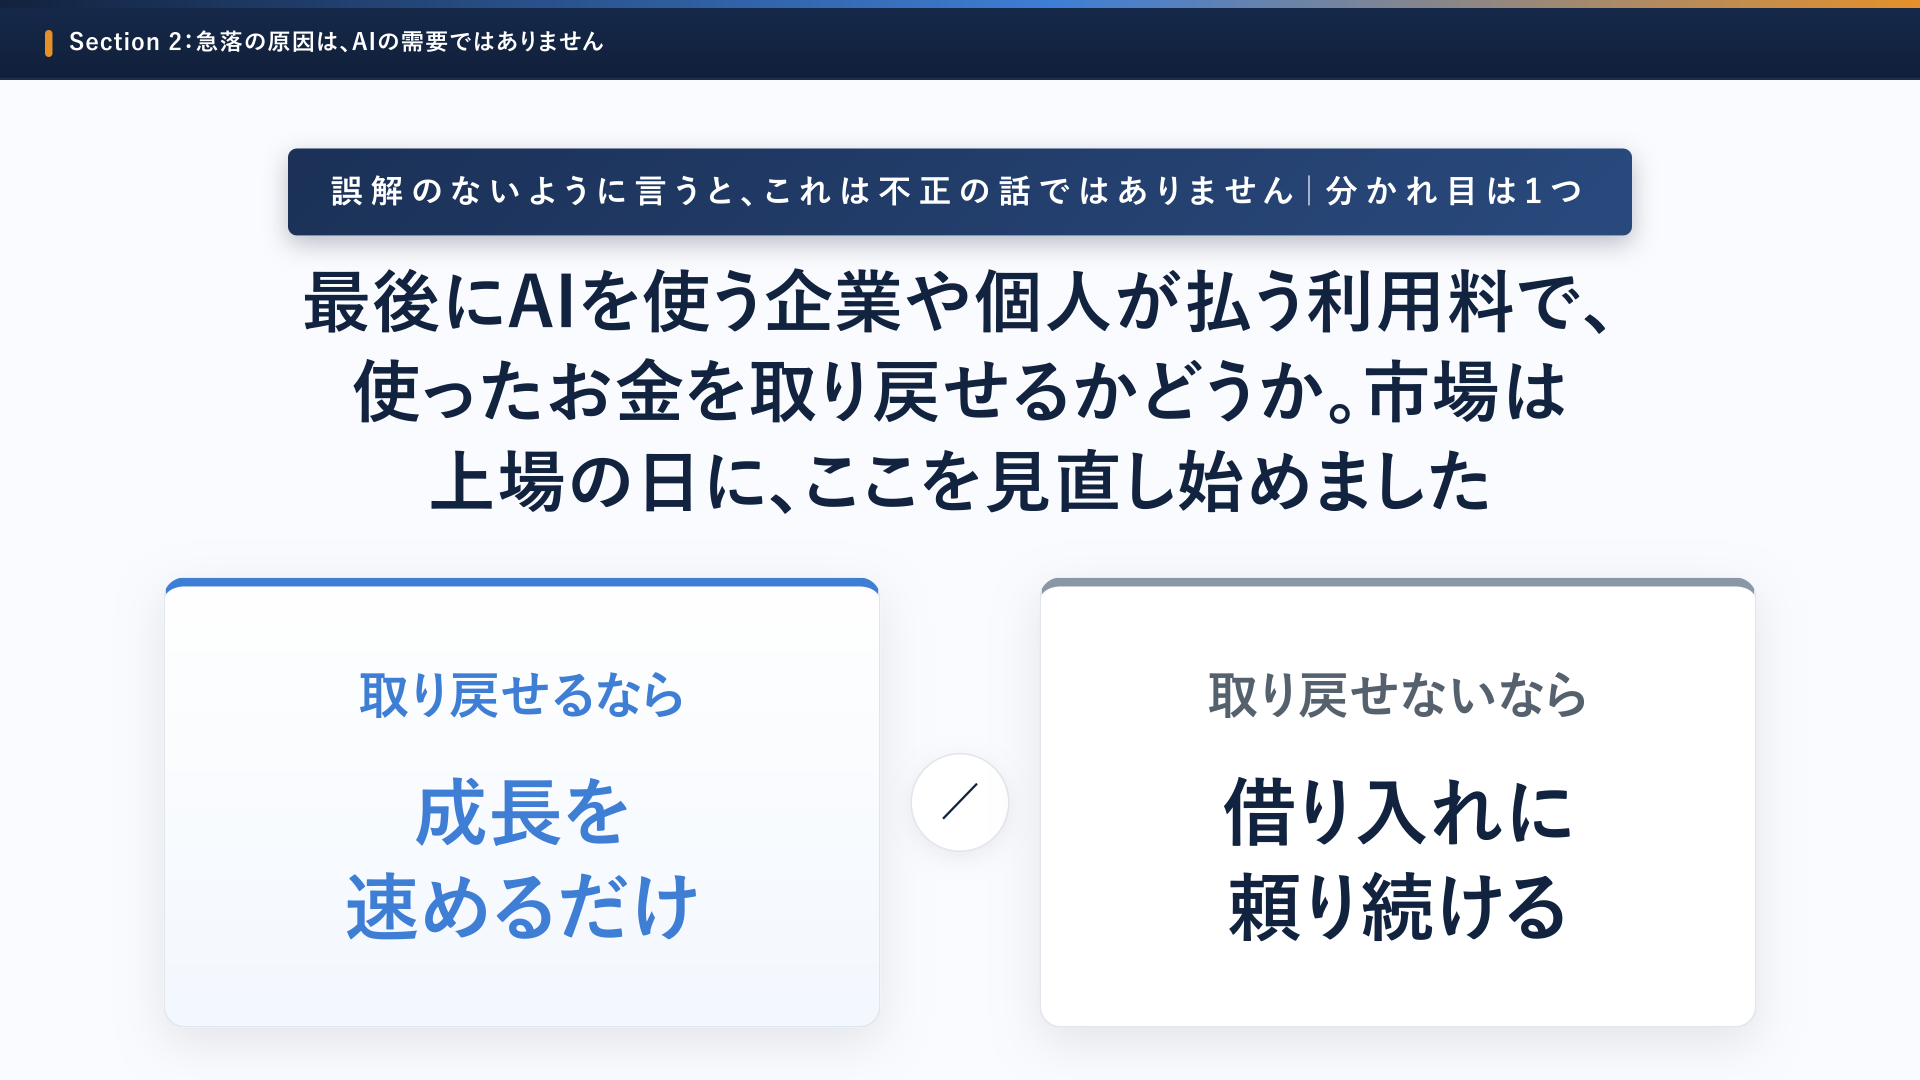 Section 2：急落の原因は、AIの需要ではありません
誤解のないように言うと、これは不正の話ではありません｜分かれ目は1つ
最後にAIを使う企業や個人が払う利用料で、
使ったお金を取り戻せるかどうか。市場は
上場の日に、ここを見直し始めました
取り戻せるなら
成長を
速めるだけ
／
取り戻せないなら
借り入れに
頼り続ける